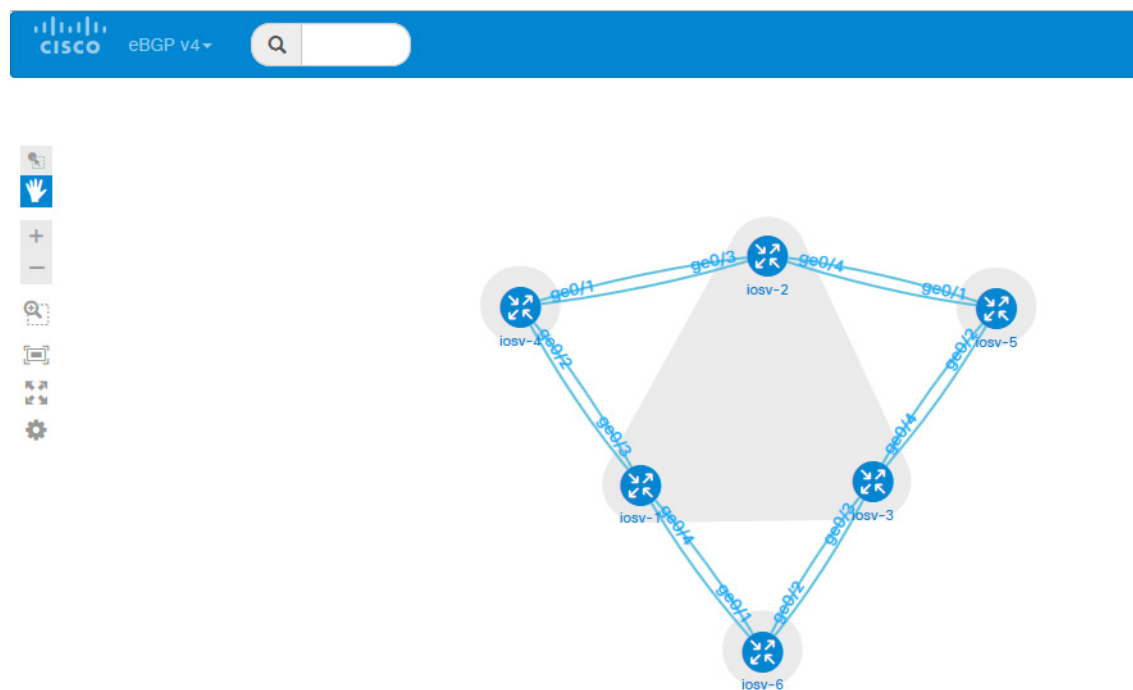 CISCO eBGP v4
ge0/3 ge0/4
iosv-2
ge0/1 ge0/1
iosv-4 iosv-5
ge0/2 ge0/2
ge0/3 ge0/4
iosv-1 iosv-3
ge0/4 ge0/3
ge0/1 ge0/2
iosv-6